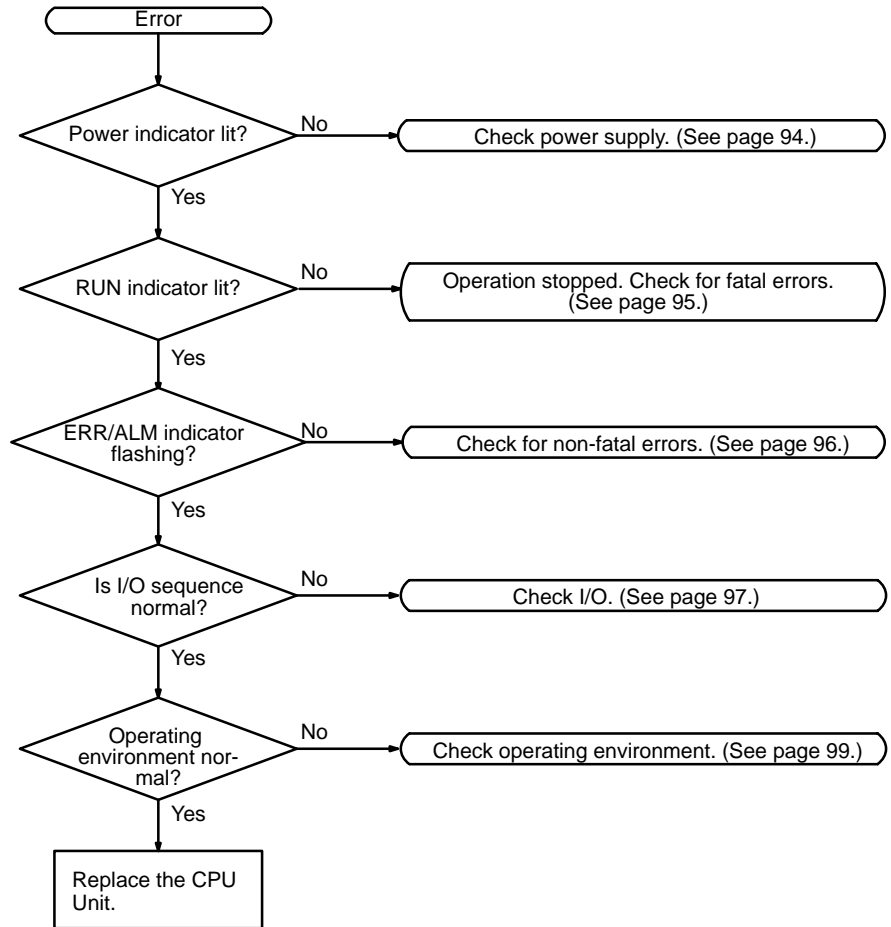 Error
Power indicator lit?
No
Check power supply. (See page 94.)
Yes
RUN indicator lit?
No
Operation stopped. Check for fatal errors.
(See page 95.)
Yes
ERR/ALM indicator
flashing?
No
Check for non-fatal errors. (See page 96.)
Yes
Is I/O sequence
normal?
No
Check I/O. (See page 97.)
Yes
Operating
environment nor-
mal?
No
Check operating environment. (See page 99.)
Yes
Replace the CPU
Unit.